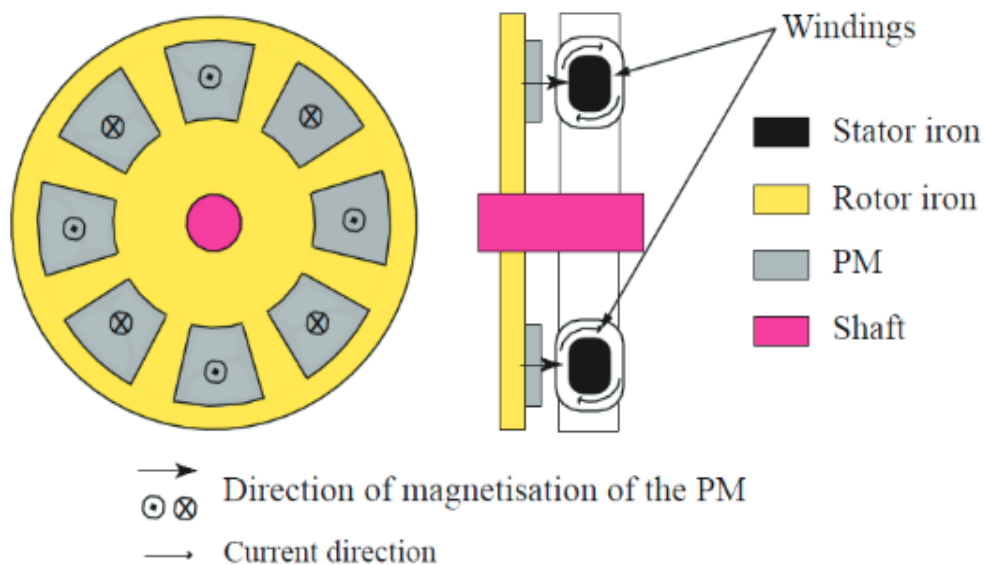 Windings
Stator iron
Rotor iron
PM
Shaft
Direction of magnetisation of the PM
Current direction